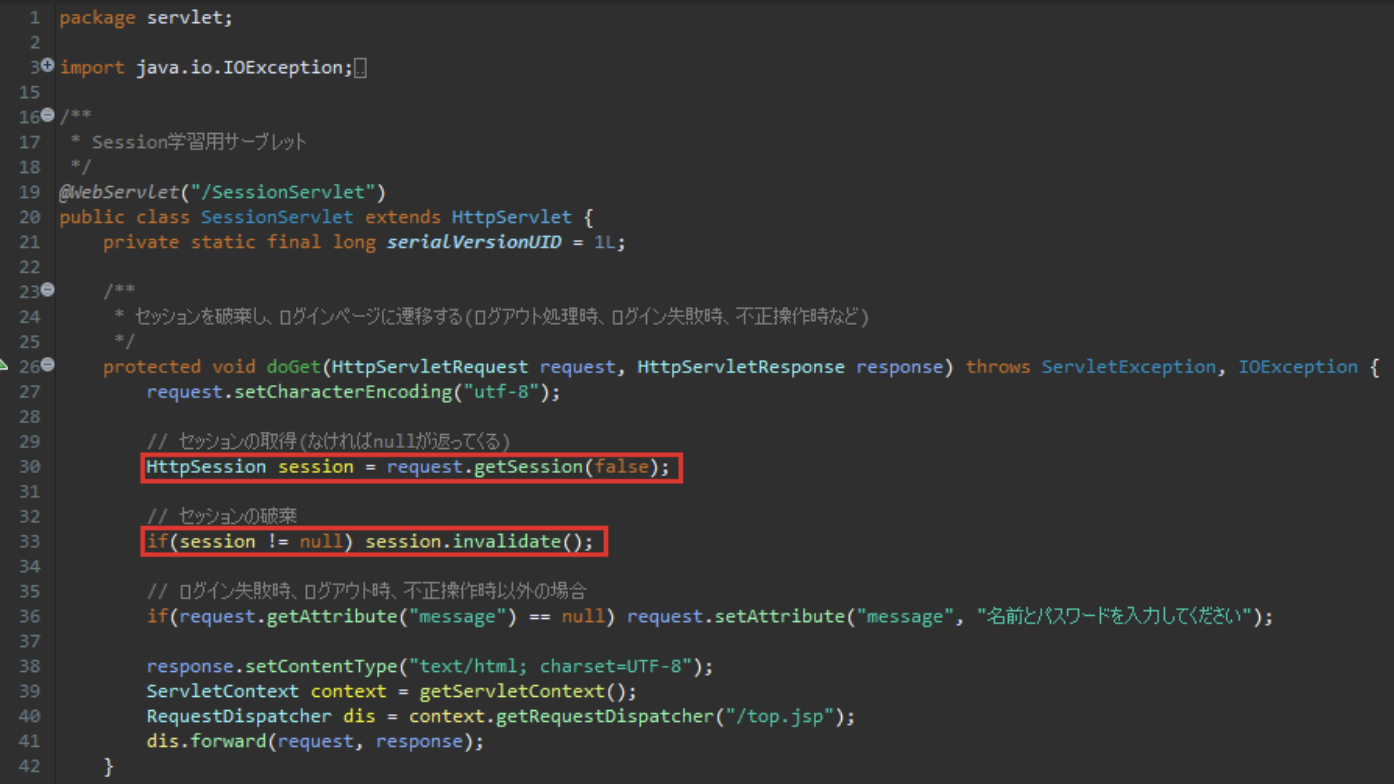 1 package servlet;
2
3 import java.io.IOException;
15
16 /**
17  * Session学習用サーブレット
18  */
19 @WebServlet("/SessionServlet")
20 public class SessionServlet extends HttpServlet {
21     private static final long serialVersionUID = 1L;
22
23     /**
24      * セッションを破棄し、ログインページに遷移する(ログアウト処理時、ログイン失敗時、不正操作時など)
25      */
26     protected void doGet(HttpServletRequest request, HttpServletResponse response) throws ServletException, IOException {
27         request.setCharacterEncoding("utf-8");
28
29         // セッションの取得(なければnullが返ってくる)
30         HttpSession session = request.getSession(false);
31
32         // セッションの破棄
33         if(session != null) session.invalidate();
34
35         // ログイン失敗時、ログアウト時、不正操作時以外の場合
36         if(request.getAttribute("message") == null) request.setAttribute("message", "名前とパスワードを入力してください");
37
38         response.setContentType("text/html; charset=UTF-8");
39         ServletContext context = getServletContext();
40         RequestDispatcher dis = context.getRequestDispatcher("/top.jsp");
41         dis.forward(request, response);
42     }